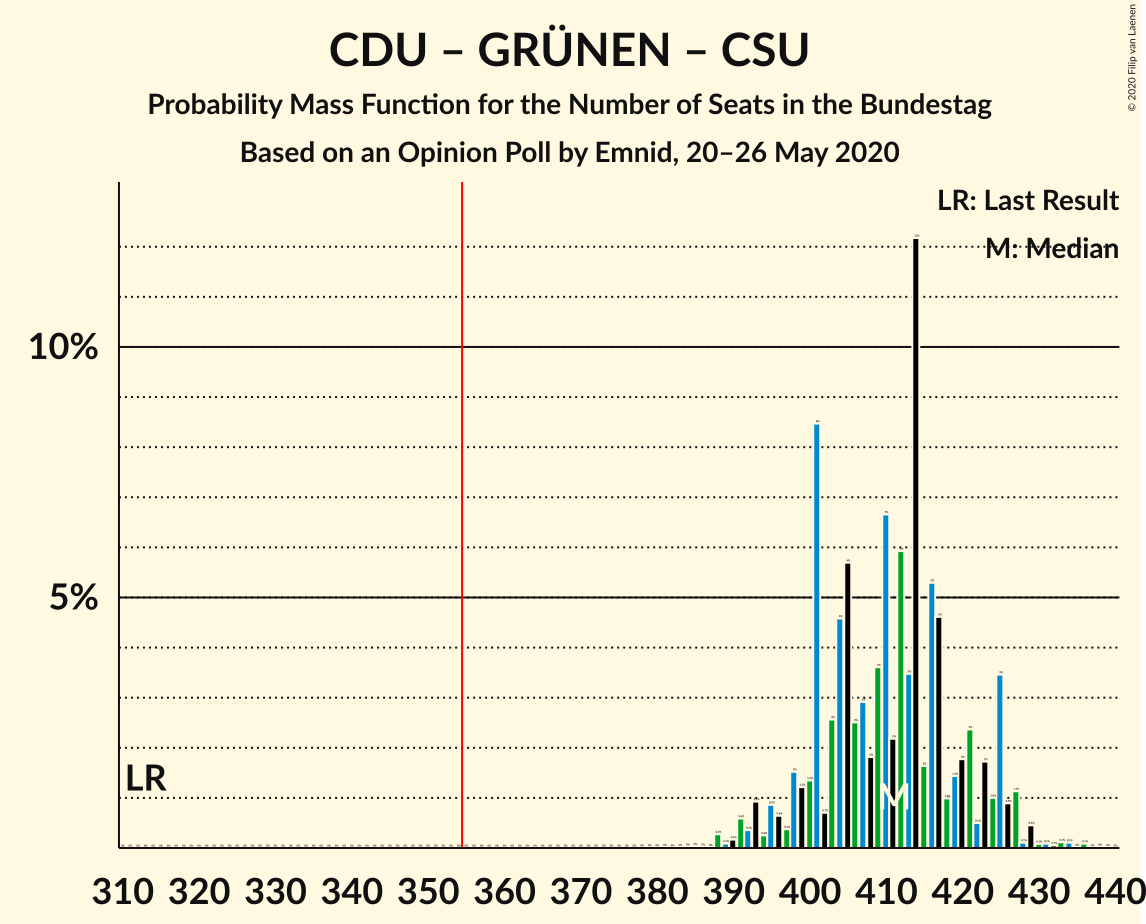 CDU – GRÜNEN – CSU
Probability Mass Function for the Number of Seats in the Bundestag
Based on an Opinion Poll by Emnid, 20–26 May 2020
© 2020 Filip van Laenen
LR: Last Result
M: Median
10%
5%
LR
M
310 320 330 340 350 360 370 380 390 400 410 420 430 440